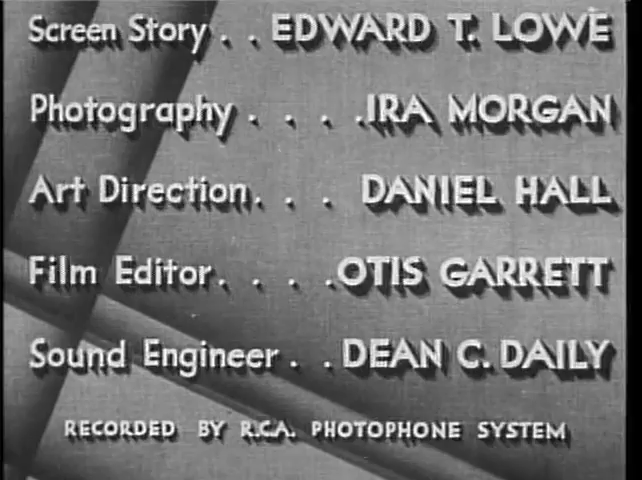 Screen Story . . EDWARD T. LOWE
Photography . . . . IRA MORGAN
Art Direction. . . DANIEL HALL
Film Editor. . . . OTIS GARRETT
Sound Engineer . . DEAN C. DAILY
RECORDED BY R.C.A. PHOTOPHONE SYSTEM